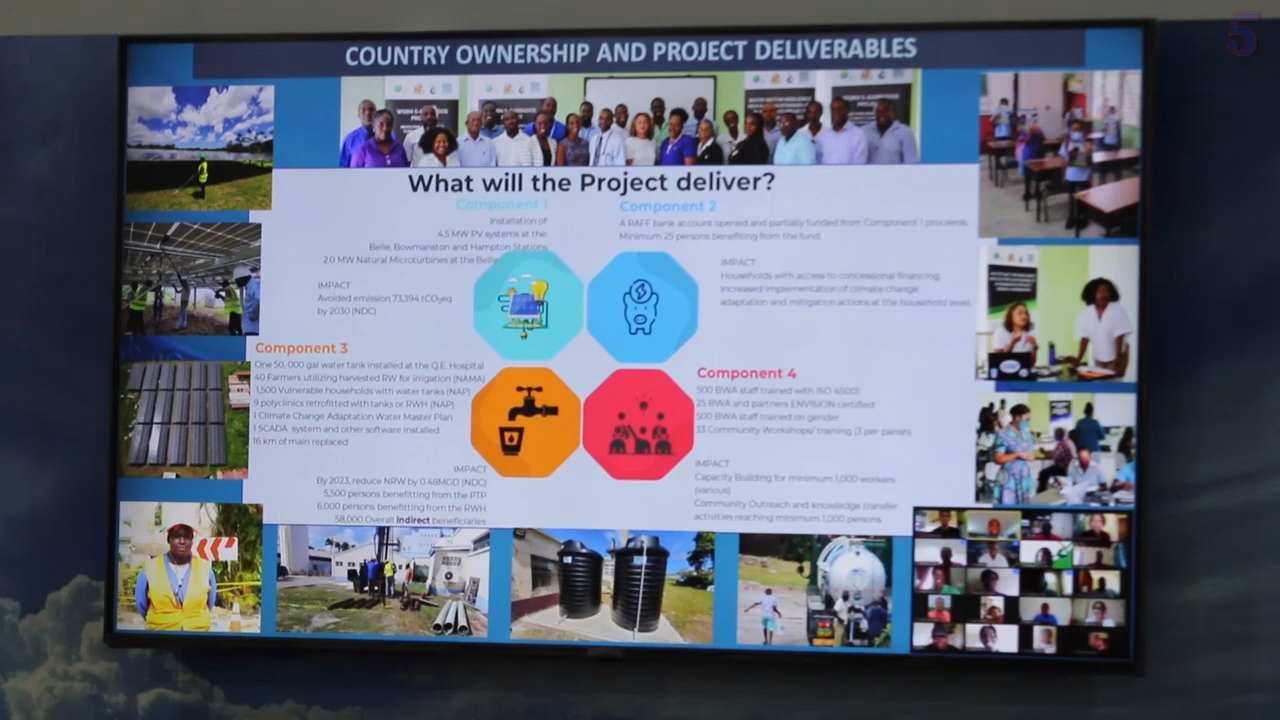 5
COUNTRY OWNERSHIP AND PROJECT DELIVERABLES
What will the Project deliver?
Component 1
Installation of:
4.5 MW PV systems at the:
Belle, Bowmanston and Hampton Stations
2.0 MW Natural Microturbines at the Belle
IMPACT
Avoided emission 73,394 tCO₂eq
by 2030 (NDC)
Component 2
A RAFF bank account opened and partially funded from Component 1 proceeds.
Minimum 25 persons benefiting from the fund.
IMPACT
Households with access to concessional financing.
Increased implementation of climate change
adaptation and mitigation actions at the household level.
Component 3
One 50, 000 gal water tank installed at the Q.E. Hospital
40 Farmers utilizing harvested RW for irrigation (NAMA)
1,500 Vulnerable households with water tanks (NAP)
9 polyclinics retrofitted with tanks or RWH (NAP)
1 Climate Change Adaptation Water Master Plan
1 SCADA system and other software installed
16 km of main replaced
IMPACT
By 2023, reduce NRW by 0.48MGD (NDC)
5,500 persons benefitting from the PTP
6,000 persons benefitting from the RWH
58,000 Overall indirect beneficiaries
Component 4
500 BWA staff trained with ISO 45001
25 BWA and partners ENVISION certified
500 BWA staff trained on gender
33 Community Workshops/ training (3 per parish)
IMPACT
Capacity Building for minimum 1,000 workers
(various)
Community Outreach and knowledge transfer
activities reaching minimum 1,000 persons